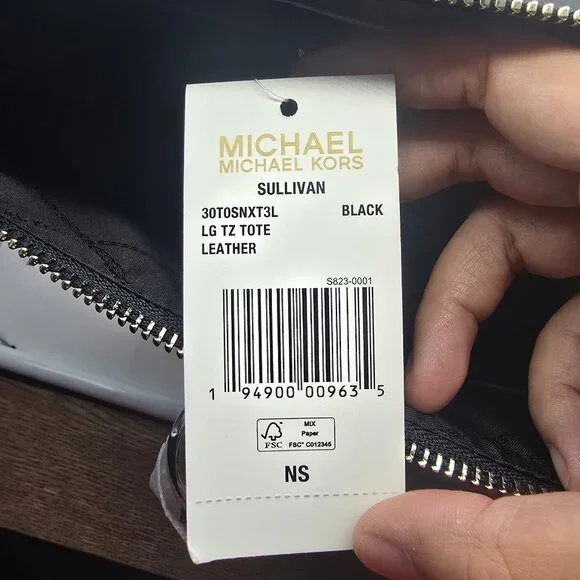 MICHAEL
MICHAEL KORS
SULLIVAN
30T0SNXT3L BLACK
LG TZ TOTE
LEATHER
S823-0001
1 94900 00963 5
FSC
MIX
Paper
FSC™ C012345
NS